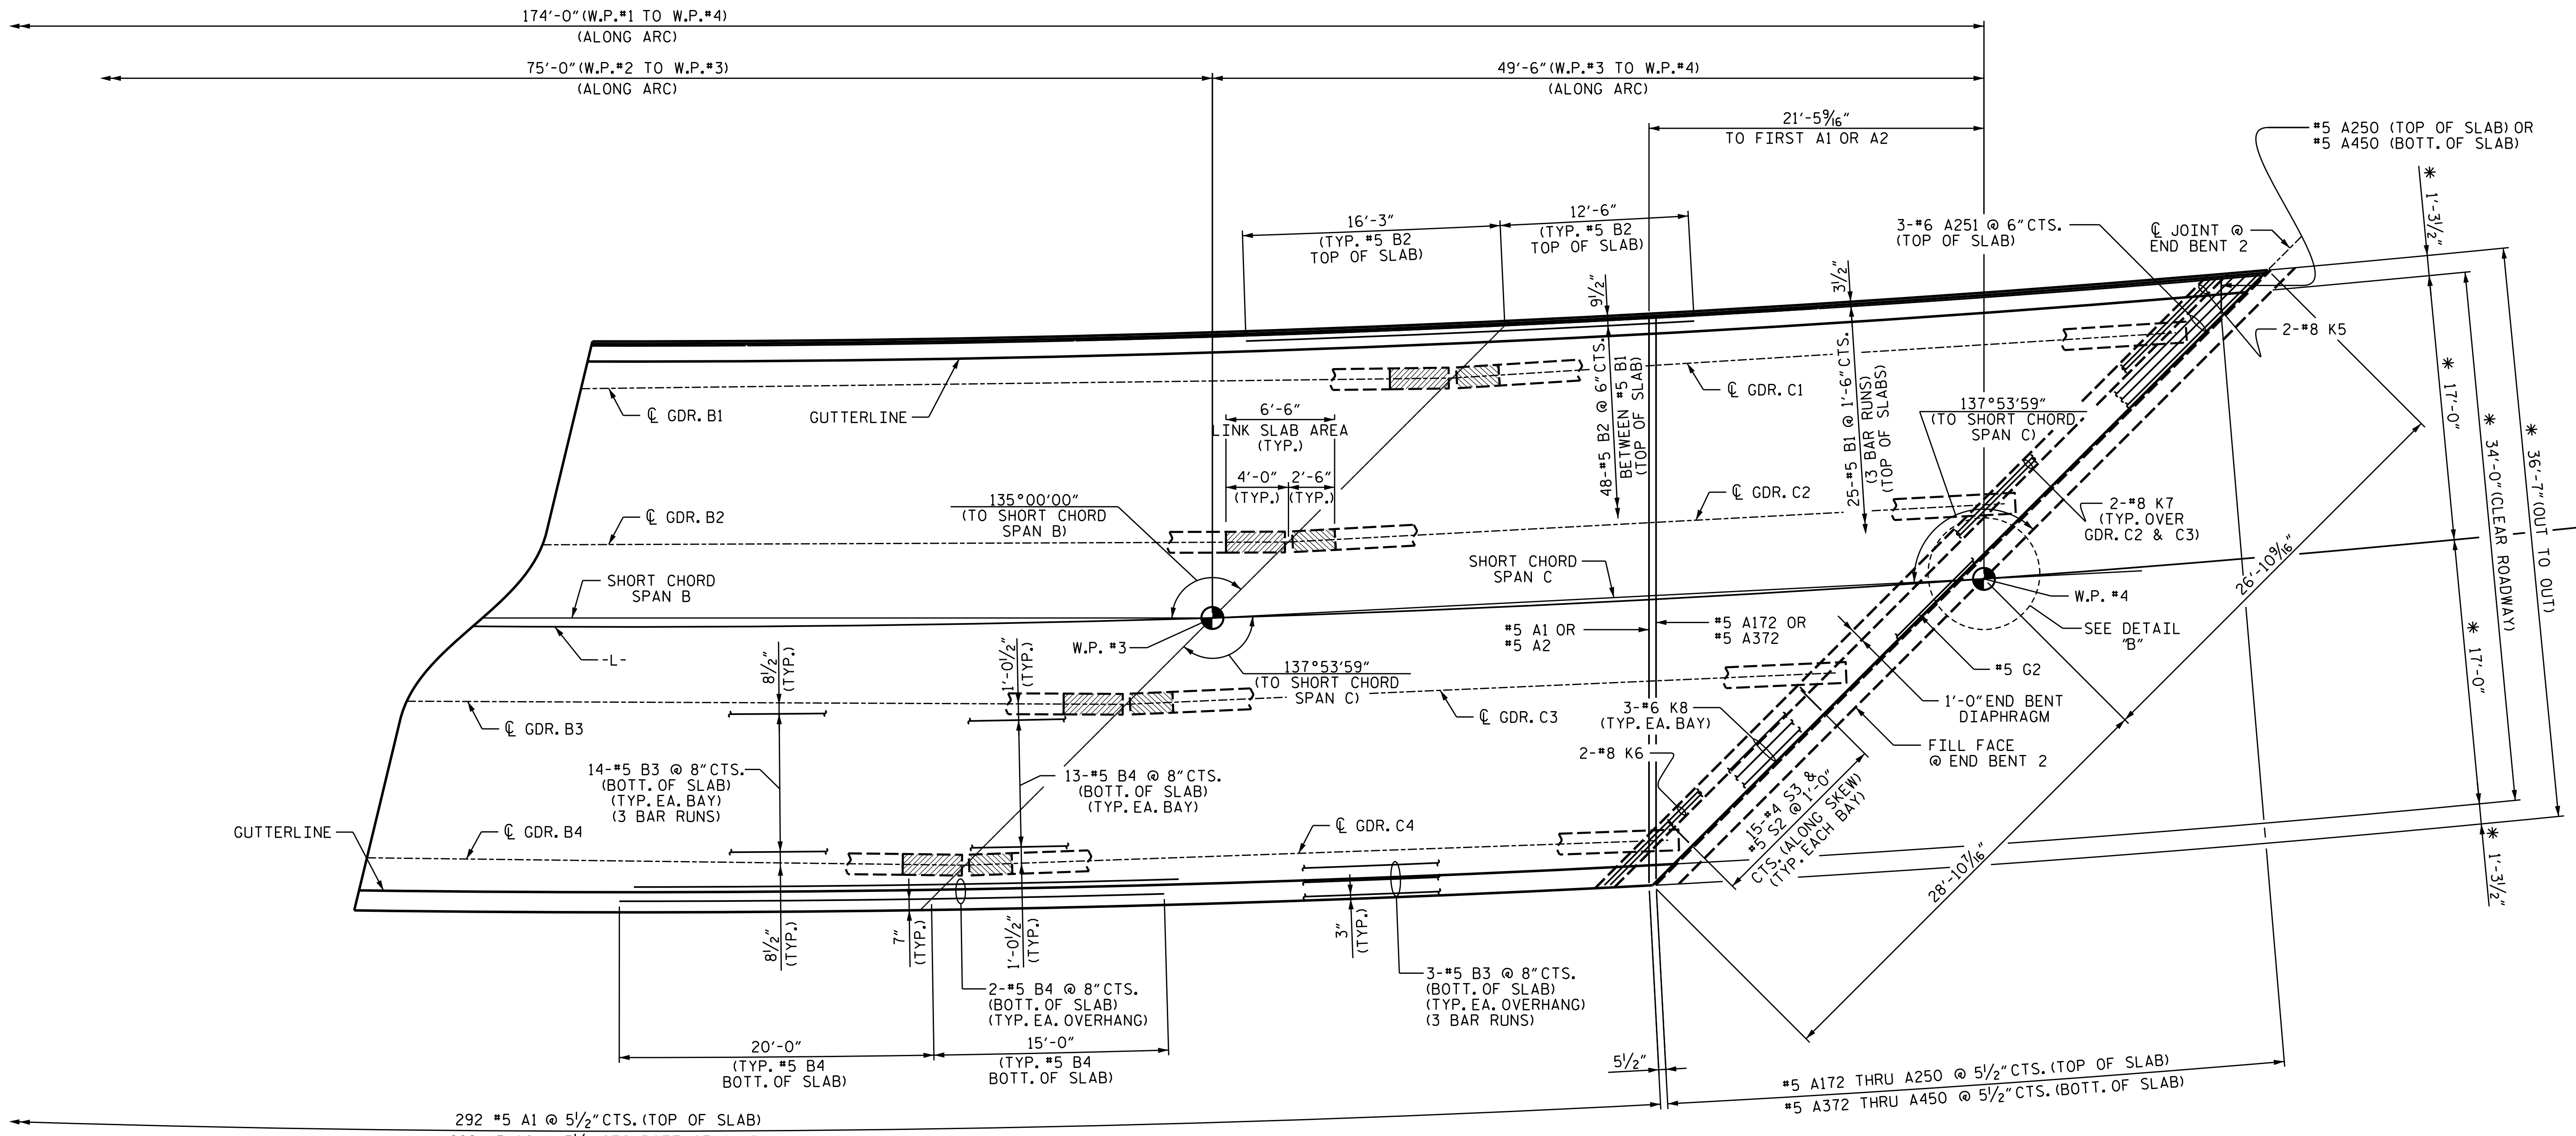 174'-0" (W.P.#1 TO W.P.#4)
(ALONG ARC)
75'-0" (W.P.#2 TO W.P.#3)
(ALONG ARC)
49'-6" (W.P.#3 TO W.P.#4)
(ALONG ARC)
21'-5 9/16"
TO FIRST A1 OR A2
#5 A250 (TOP OF SLAB) OR
#5 A450 (BOTT. OF SLAB)
* 1'-3 1/2"
16'-3"
(TYP. #5 B2
TOP OF SLAB)
12'-6"
(TYP. #5 B2
TOP OF SLAB)
3-#6 A251 @ 6" CTS.
(TOP OF SLAB)
℄ JOINT @
END BENT 2
9 1/2"
48-#5 B2 @ 6" CTS.
BETWEEN #5 B1
(TOP OF SLAB)
3 1/2"
25-#5 B1 @ 1'-6" CTS.
(3 BAR RUNS)
(TOP OF SLABS)
2-#8 K5
* 17'-0"
* 34'-0" (CLEAR ROADWAY)
* 36'-7" (OUT TO OUT)
℄ GDR. B1
GUTTERLINE
6'-6"
LINK SLAB AREA
(TYP.)
℄ GDR. C1
137°53'59"
(TO SHORT CHORD
SPAN C)
4'-0"
(TYP.)
2'-6"
(TYP.)
℄ GDR. B2
135°00'00"
(TO SHORT CHORD
SPAN B)
℄ GDR. C2
2-#8 K7
(TYP. OVER
GDR. C2 & C3)
26'-10 9/16"
SHORT CHORD
SPAN B
SHORT CHORD
SPAN C
W.P. #4
SEE DETAIL
"B"
-L-
W.P. #3
#5 A1 OR
#5 A2
#5 A172 OR
#5 A372
* 17'-0"
8 1/2"
(TYP.)
1'-0 1/2"
(TYP.)
137°53'59"
(TO SHORT CHORD
SPAN C)
#5 G2
1'-0" END BENT
DIAPHRAGM
℄ GDR. B3
℄ GDR. C3
3-#6 K8
(TYP. EA. BAY)
2-#8 K6
FILL FACE
@ END BENT 2
14-#5 B3 @ 8" CTS.
(BOTT. OF SLAB)
(TYP. EA. BAY)
(3 BAR RUNS)
13-#5 B4 @ 8" CTS.
(BOTT. OF SLAB)
(TYP. EA. BAY)
15-#4 S3 &
#5 S2 @ 1'-0"
CTS. (ALONG SKEW)
(TYP. EACH BAY)
GUTTERLINE
℄ GDR. B4
℄ GDR. C4
28'-10 7/16"
* 1'-3 1/2"
8 1/2"
(TYP.)
7"
(TYP.)
1'-0 1/2"
(TYP.)
3"
(TYP.)
2-#5 B4 @ 8" CTS.
(BOTT. OF SLAB)
(TYP. EA. OVERHANG)
3-#5 B3 @ 8" CTS.
(BOTT. OF SLAB)
(TYP. EA. OVERHANG)
(3 BAR RUNS)
20'-0"
(TYP. #5 B4
BOTT. OF SLAB)
15'-0"
(TYP. #5 B4
BOTT. OF SLAB)
5 1/2"
#5 A172 THRU A250 @ 5 1/2" CTS. (TOP OF SLAB)
#5 A372 THRU A450 @ 5 1/2" CTS. (BOTT. OF SLAB)
292 #5 A1 @ 5 1/2" CTS. (TOP OF SLAB)